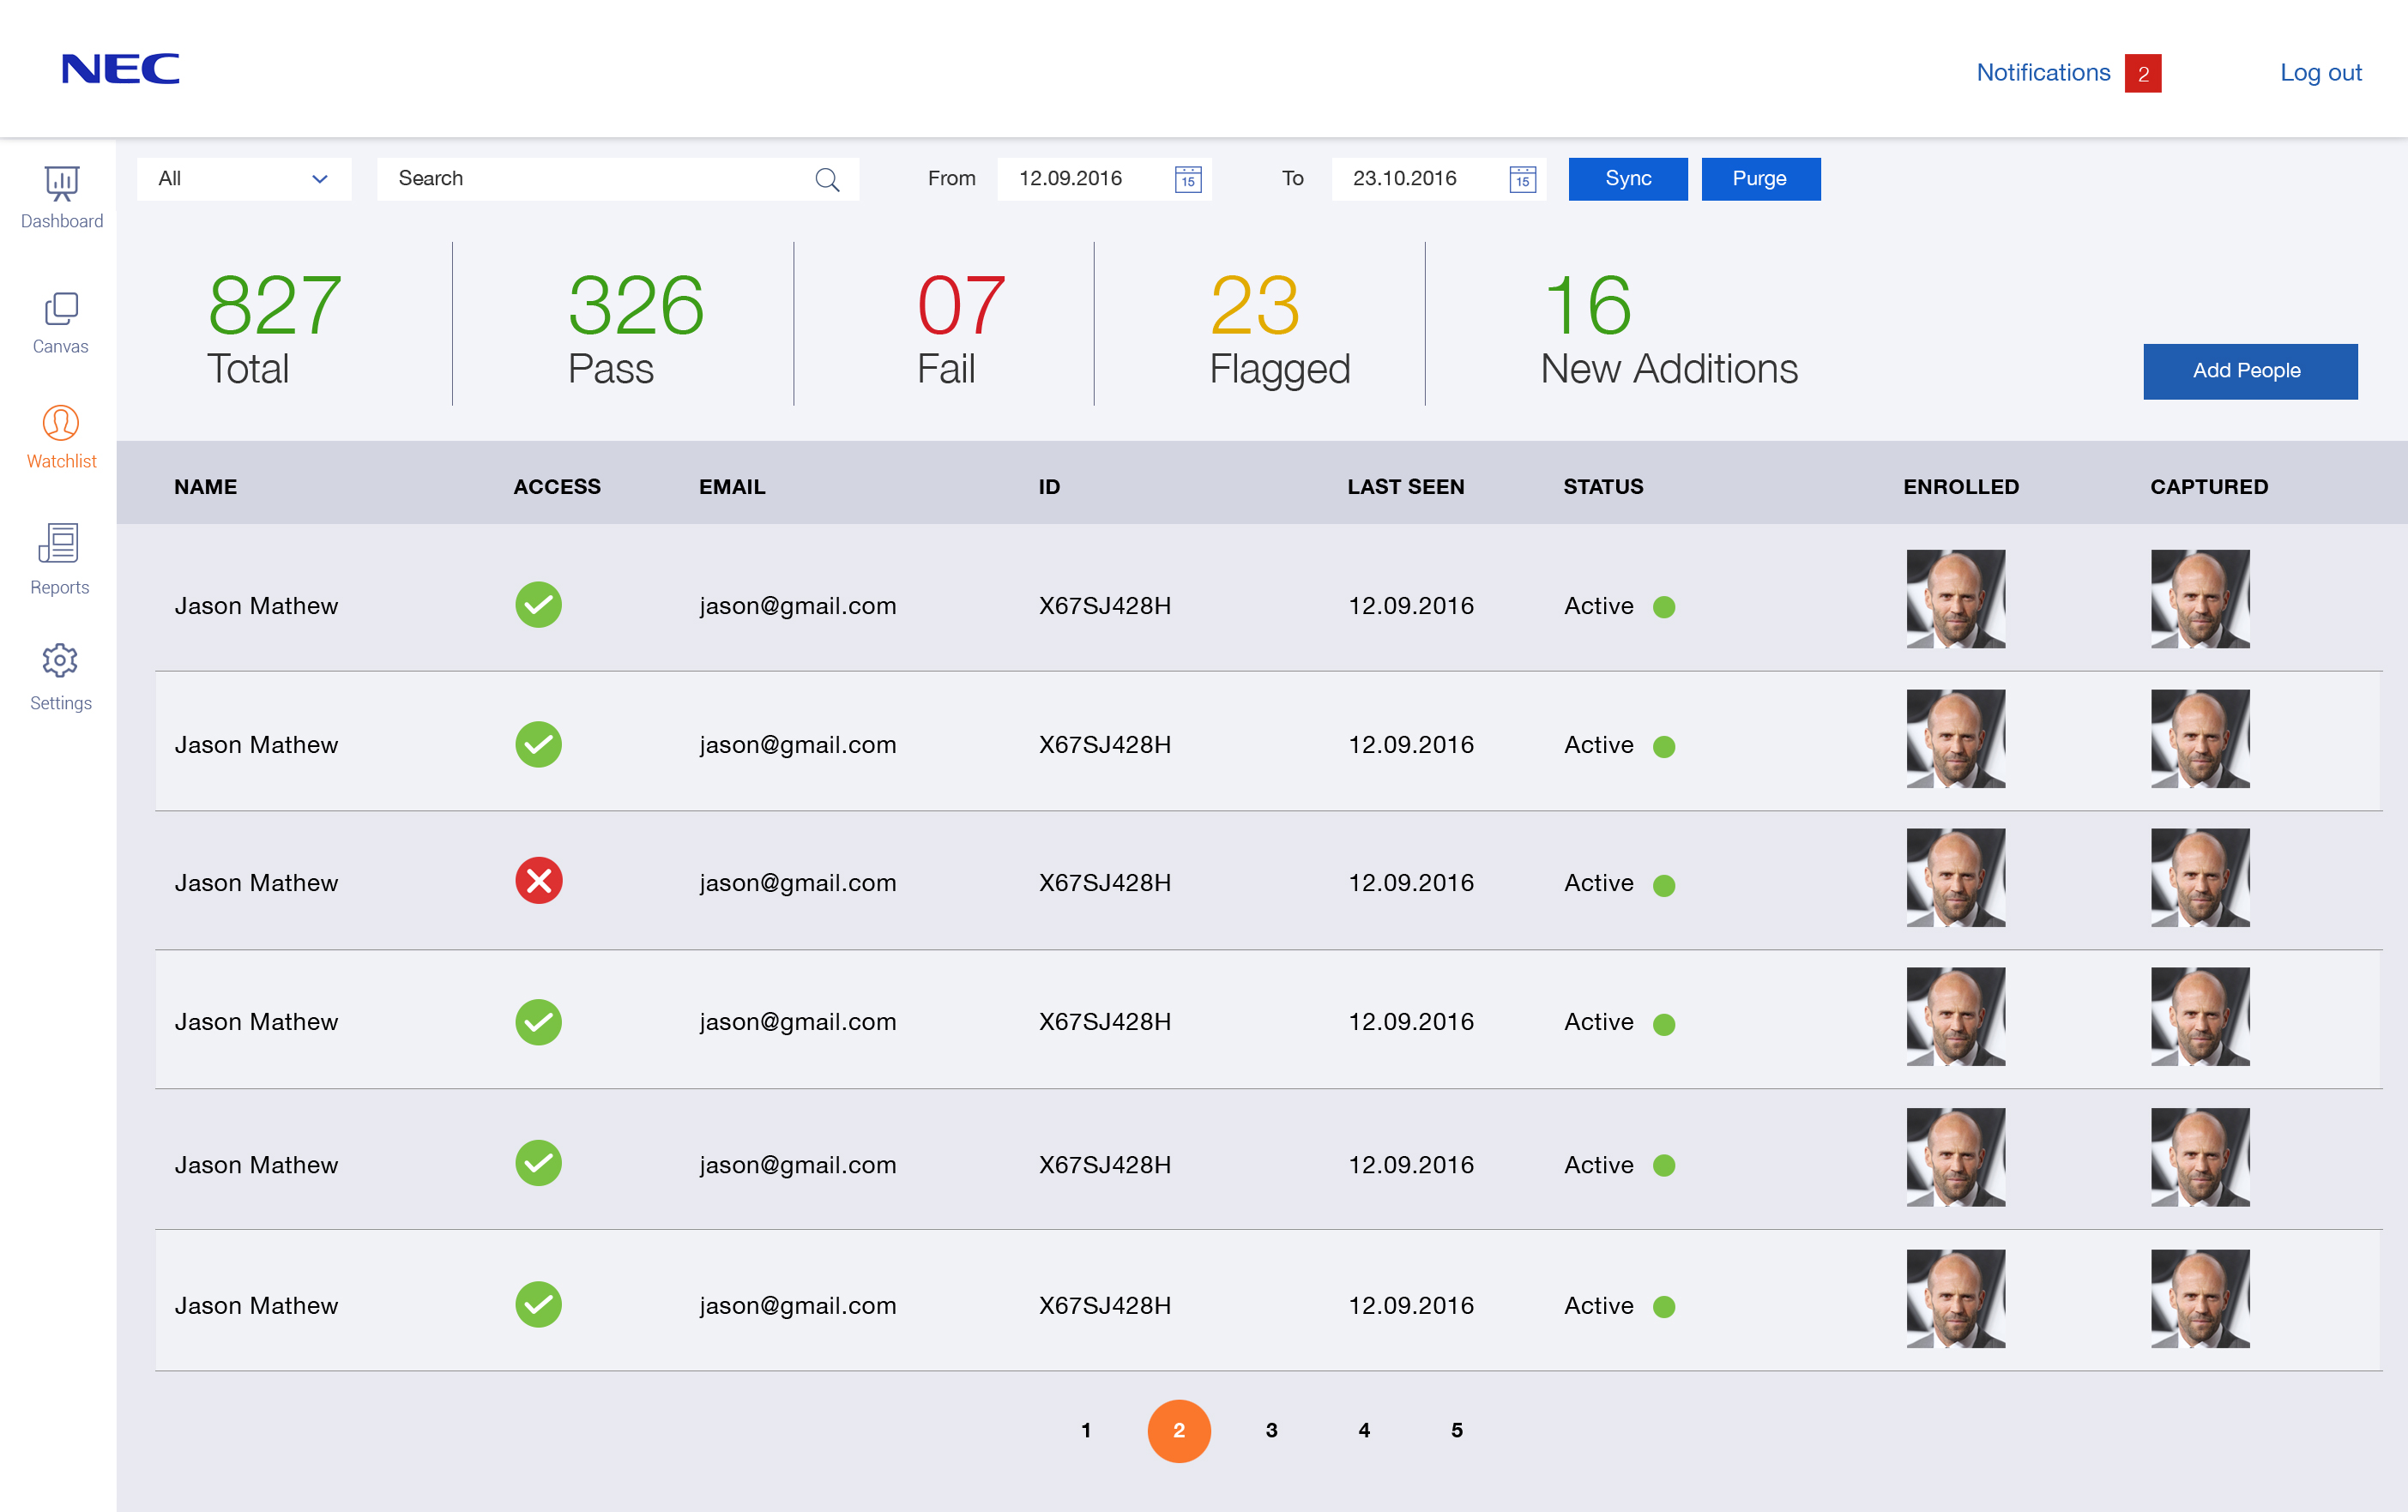 NEC
Notifications 2 Log out
All Search From 12.09.2016 15 To 23.10.2016 15 Sync Purge
Dashboard
Canvas
Watchlist
Reports
Settings
827 326 07 23 16
Total Pass Fail Flagged New Additions
Add People
NAME ACCESS EMAIL ID LAST SEEN STATUS ENROLLED CAPTURED
Jason Mathew jason@gmail.com X67SJ428H 12.09.2016 Active
Jason Mathew jason@gmail.com X67SJ428H 12.09.2016 Active
Jason Mathew jason@gmail.com X67SJ428H 12.09.2016 Active
Jason Mathew jason@gmail.com X67SJ428H 12.09.2016 Active
Jason Mathew jason@gmail.com X67SJ428H 12.09.2016 Active
Jason Mathew jason@gmail.com X67SJ428H 12.09.2016 Active
1 2 3 4 5